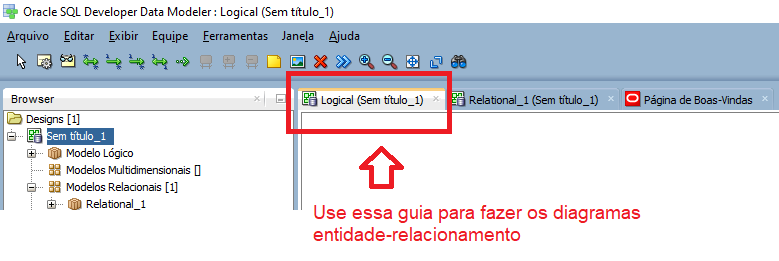 Oracle SQL Developer Data Modeler : Logical (Sem título_1)
Arquivo Editar Exibir Equipe Ferramentas Janela Ajuda
Browser
Logical (Sem título_1)
Relational_1 (Sem título_1)
Página de Boas-Vindas
Designs [1]
Sem título_1
Modelo Lógico
Modelos Multidimensionais []
Modelos Relacionais [1]
Relational_1
Use essa guia para fazer os diagramas
entidade-relacionamento